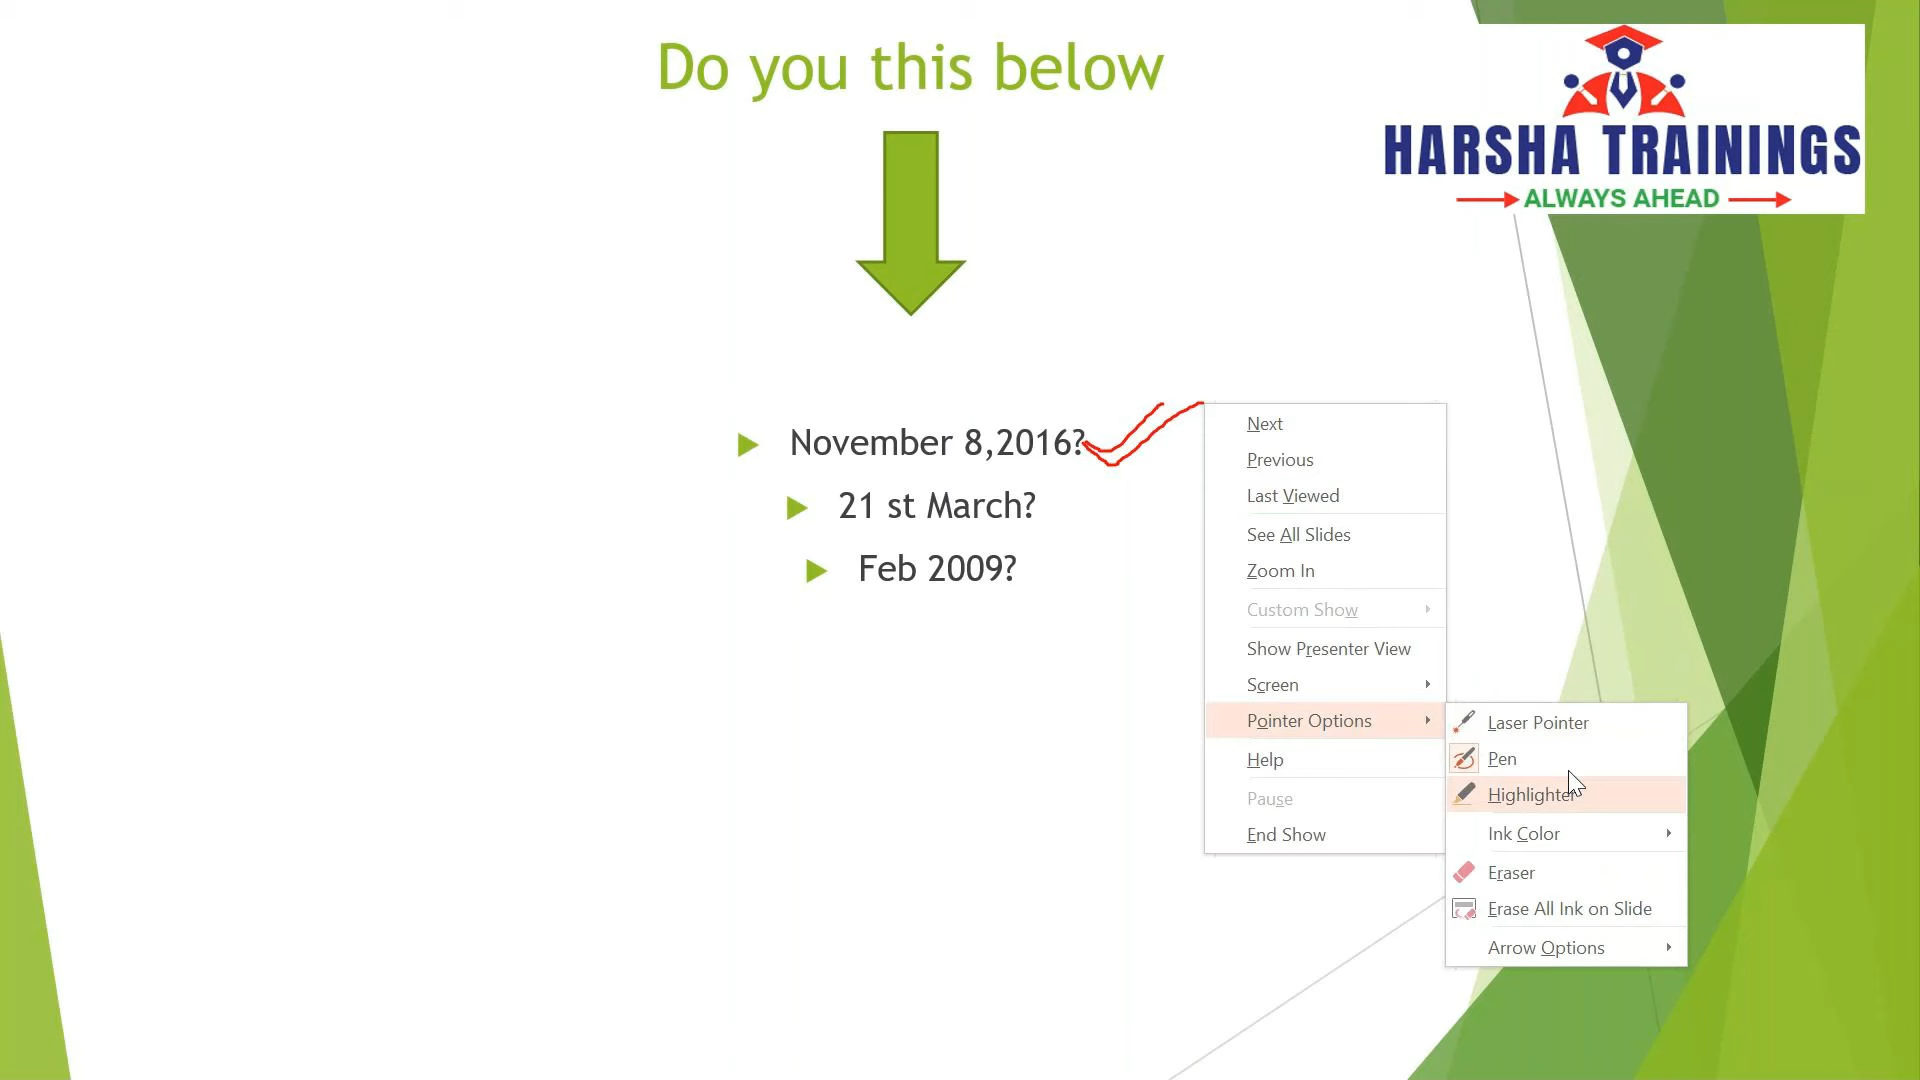 Do you this below
HARSHA TRAININGS
ALWAYS AHEAD
November 8,2016?
21 st March?
Feb 2009?
Next
Previous
Last Viewed
See All Slides
Zoom In
Custom Show
Show Presenter View
Screen
Pointer Options
Help
Pause
End Show
Laser Pointer
Pen
Highlighter
Ink Color
Eraser
Erase All Ink on Slide
Arrow Options